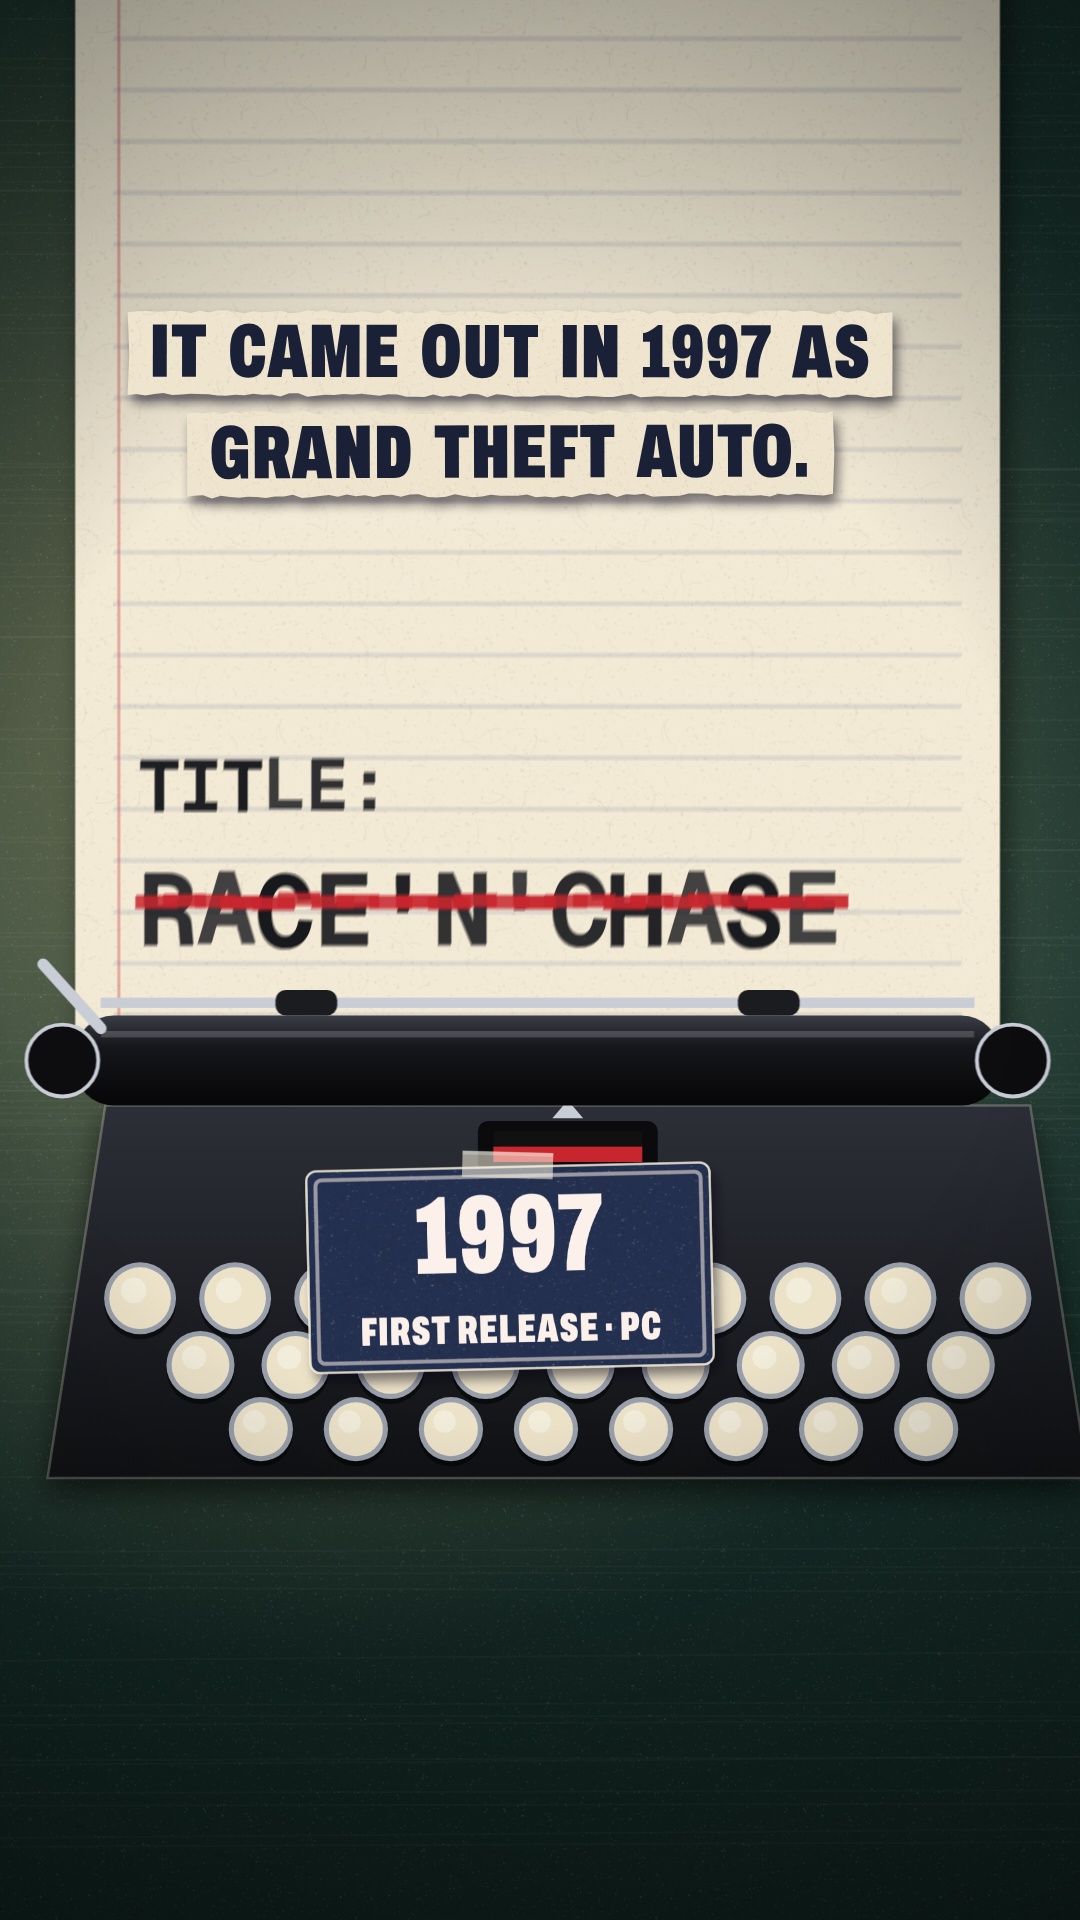 IT CAME OUT IN 1997 AS
GRAND THEFT AUTO.
TITLE:
RACE'N'CHASE
1997
FIRST RELEASE · PC